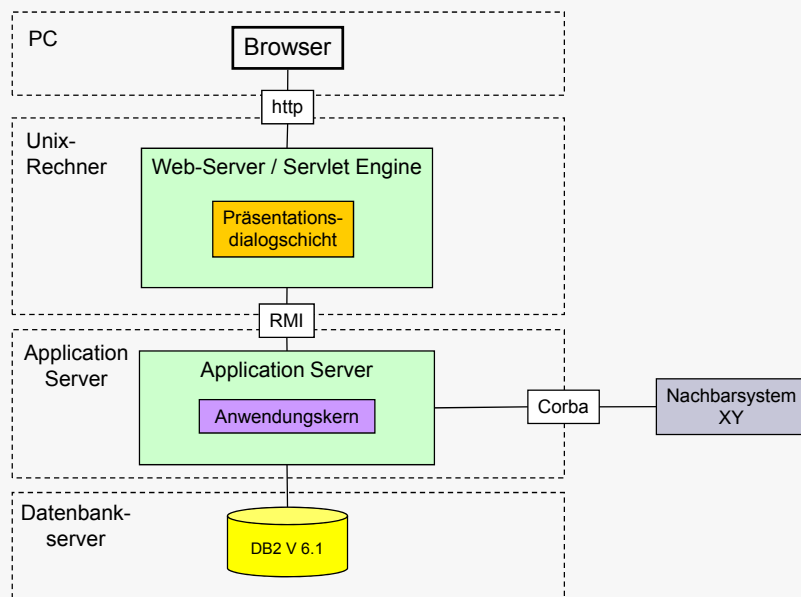 PC
Browser
http
Unix-
Rechner
Web-Server / Servlet Engine
Präsentations-
dialogschicht
RMI
Application
Server
Application Server
Anwendungskern
Corba
Nachbarsystem
XY
Datenbank-
server
DB2 V 6.1